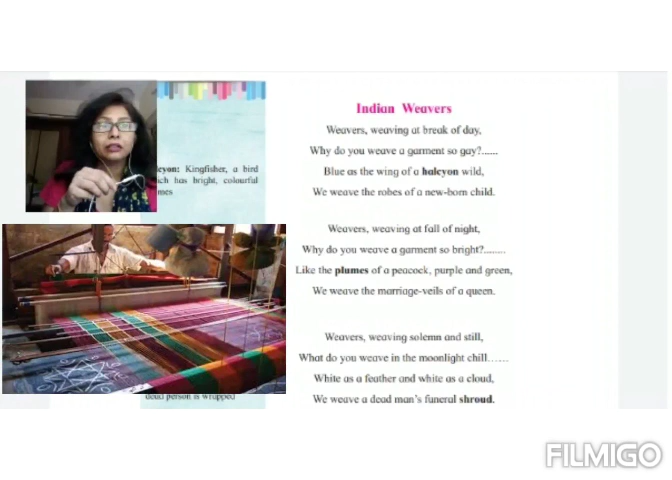 Indian Weavers
Weavers, weaving at break of day,
Why do you weave a garment so gay?......
Blue as the wing of a halcyon wild,
We weave the robes of a new-born child.
Weavers, weaving at fall of night,
Why do you weave a garment so bright?........
Like the plumes of a peacock, purple and green,
We weave the marriage-veils of a queen.
Weavers, weaving solemn and still,
What do you weave in the moonlight chill.......
White as a feather and white as a cloud,
We weave a dead man's funeral shroud.
Kingfisher, a bird
has bright, colourful
dead person is wrapped
FILMIGO